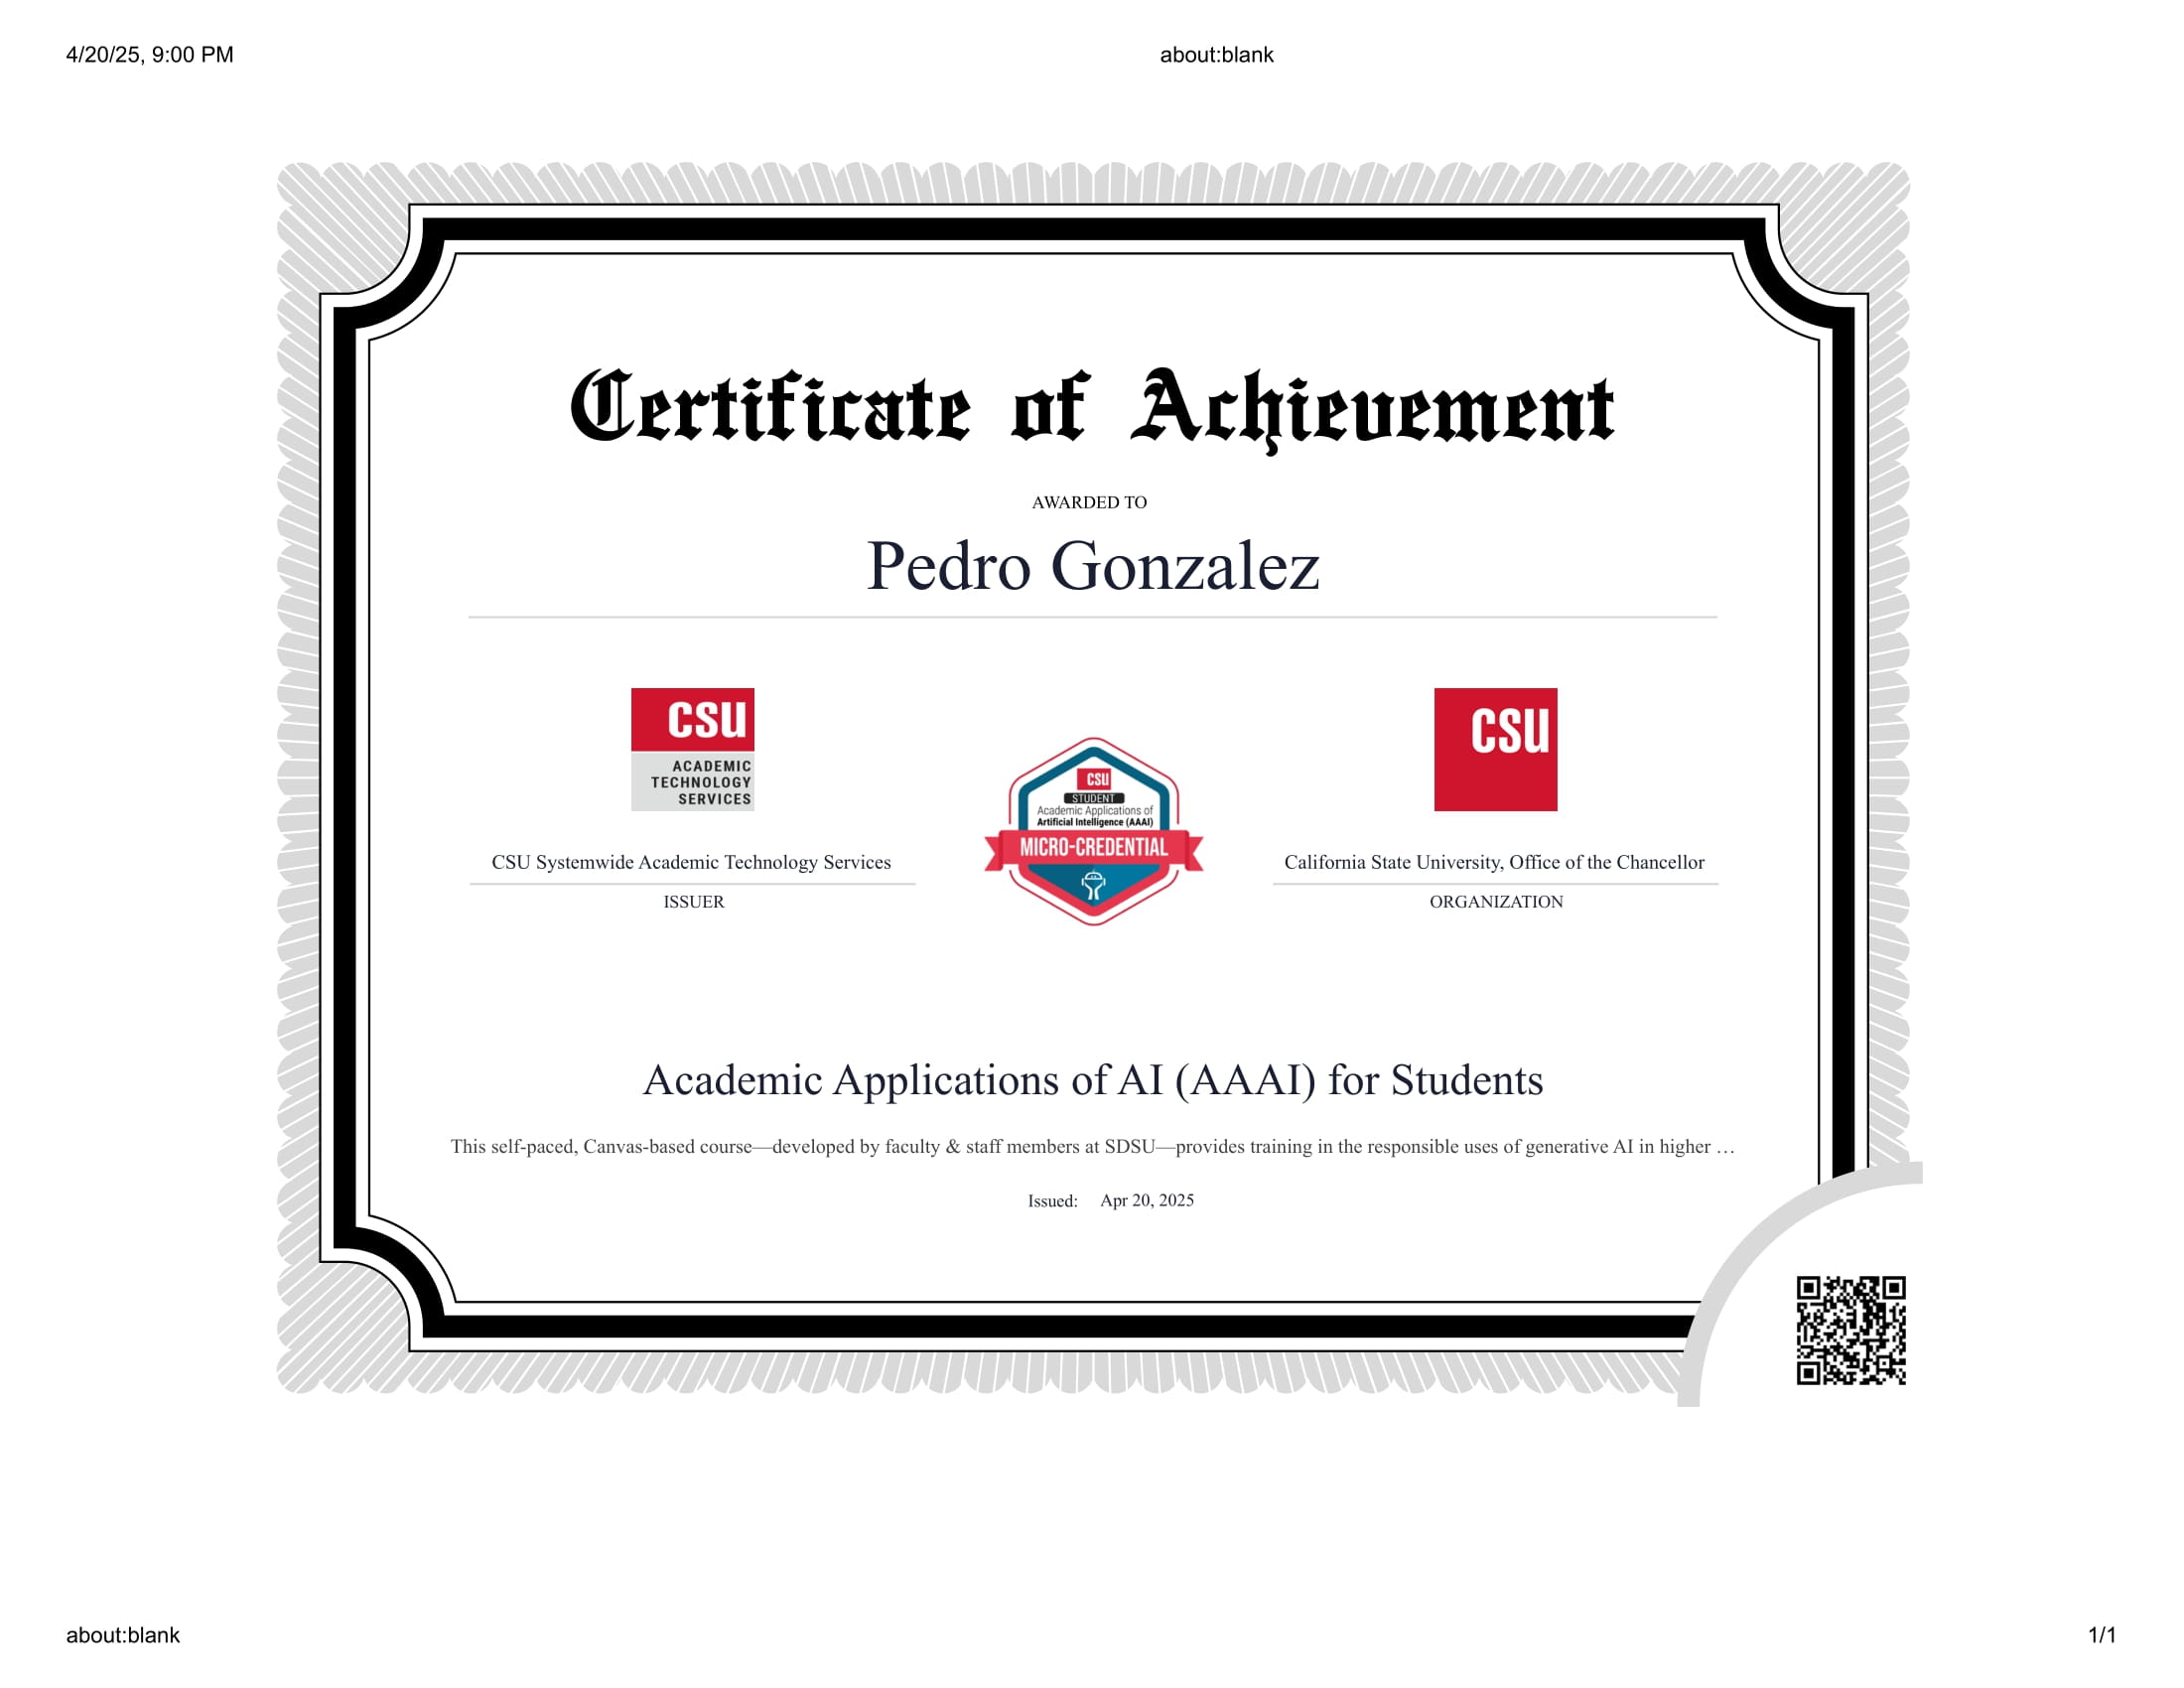 4/20/25, 9:00 PM
about:blank
Certificate of Achievement
AWARDED TO
Pedro Gonzalez
CSU
ACADEMIC
TECHNOLOGY
SERVICES
CSU Systemwide Academic Technology Services
ISSUER
CSU
STUDENT
Academic Applications of
Artificial Intelligence (AAAI)
MICRO-CREDENTIAL
CSU
California State University, Office of the Chancellor
ORGANIZATION
Academic Applications of AI (AAAI) for Students
This self-paced, Canvas-based course—developed by faculty & staff members at SDSU—provides training in the responsible uses of generative AI in higher …
Issued: Apr 20, 2025
about:blank
1/1